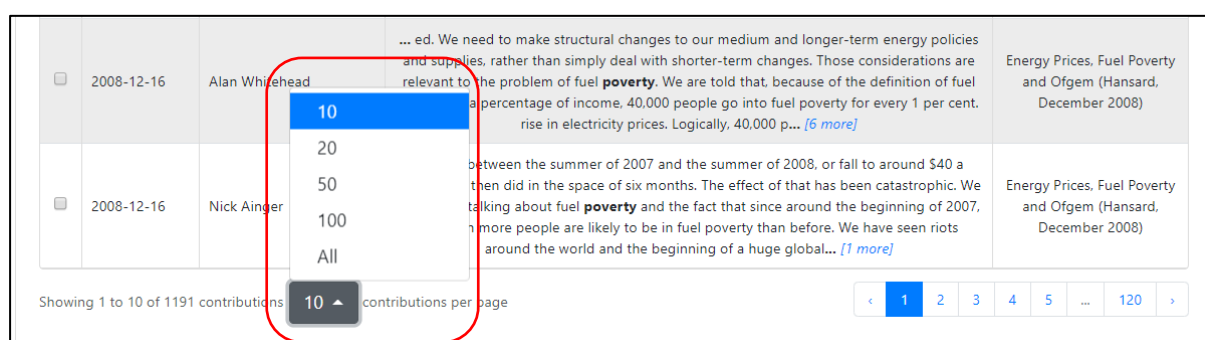 ... ed. We need to make structural changes to our medium and longer-term energy policies
and supplies, rather than simply deal with shorter-term changes. Those considerations are
2008-12-16 Alan Whitehead relevant to the problem of fuel poverty. We are told that, because of the definition of fuel
percentage of income, 40,000 people go into fuel poverty for every 1 per cent.
rise in electricity prices. Logically, 40,000 p... [6 more]
Energy Prices, Fuel Poverty
and Ofgem (Hansard,
December 2008)
10
20
50
100
All
between the summer of 2007 and the summer of 2008, or fall to around $40 a
then did in the space of six months. The effect of that has been catastrophic. We
2008-12-16 Nick Ainger talking about fuel poverty and the fact that since around the beginning of 2007,
more people are likely to be in fuel poverty than before. We have seen riots
around the world and the beginning of a huge global... [1 more]
Energy Prices, Fuel Poverty
and Ofgem (Hansard,
December 2008)
Showing 1 to 10 of 1191 contributions 10 contributions per page
‹ 1 2 3 4 5 ... 120 ›